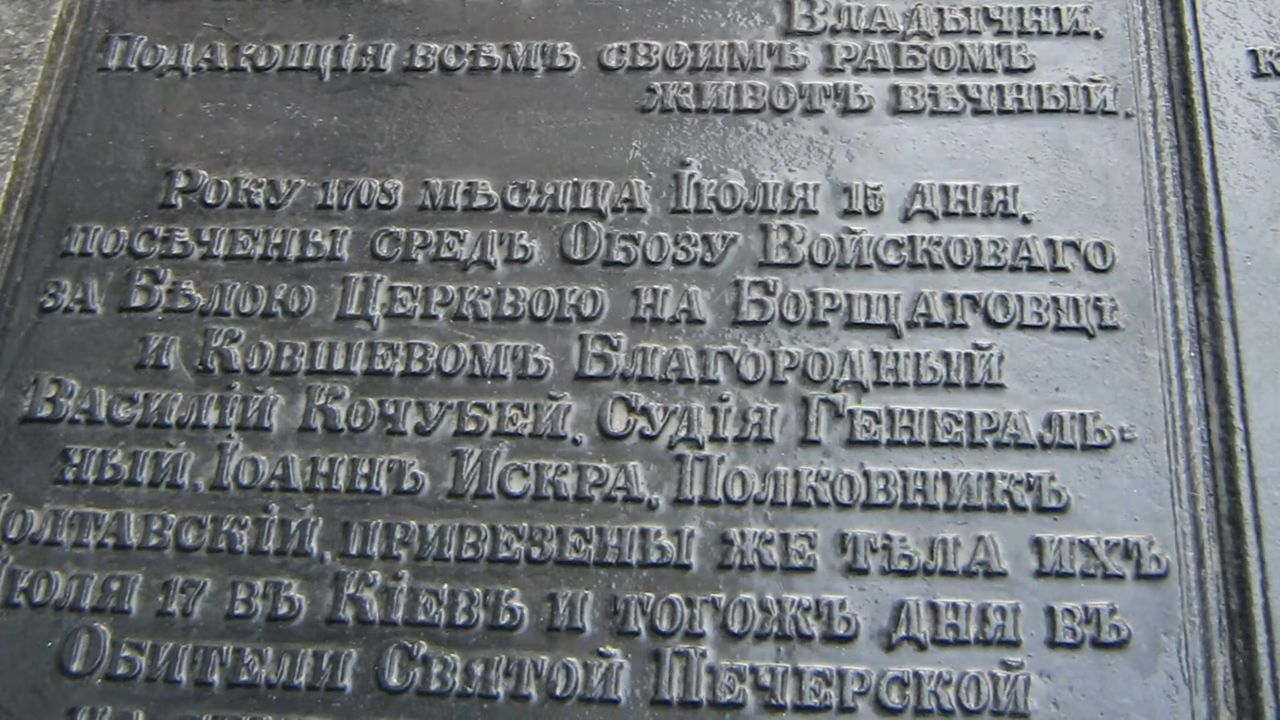 Владычни.
Подающія всѣмъ своимъ рабомъ
животъ вѣчный.
Року 1708 мѣсяца Іюля 15 дня,
посѣчены средъ Обозу Войсковаго
за Бѣлою Церквою на Борщаговцѣ
и Ковшевомъ Благородный
Василій Кочубей, Судія Генераль-
ный, Іоаннъ Искра, Полковникъ
Полтавскій, привезены же тѣла ихъ
Іюля 17 въ Кіевъ и тогожъ дня въ
Обители Святой Печерской